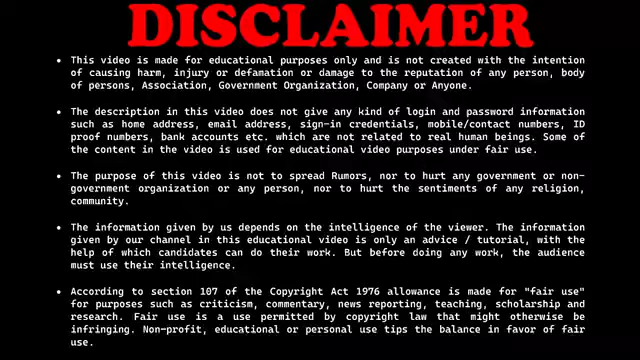 DISCLAIMER
• This video is made for educational purposes only and is not created with the intention
of causing harm, injury or defamation or damage to the reputation of any person, body
of persons, Association, Government Organization, Company or Anyone.
• The description in this video does not give any kind of login and password information
such as home address, email address, sign-in credentials, mobile/contact numbers, ID
proof numbers, bank accounts etc. which are not related to real human beings. Some of
the content in the video is used for educational video purposes under fair use.
• The purpose of this video is not to spread Rumors, nor to hurt any government or non-
government organization or any person, nor to hurt the sentiments of any religion,
community.
• The information given by us depends on the intelligence of the viewer. The information
given by our channel in this educational video is only an advice / tutorial, with the
help of which candidates can do their work. But before doing any work, the audience
must use their intelligence.
• According to section 107 of the Copyright Act 1976 allowance is made for "fair use"
for purposes such as criticism, commentary, news reporting, teaching, scholarship and
research. Fair use is a use permitted by copyright law that might otherwise be
infringing. Non-profit, educational or personal use tips the balance in favor of fair
use.